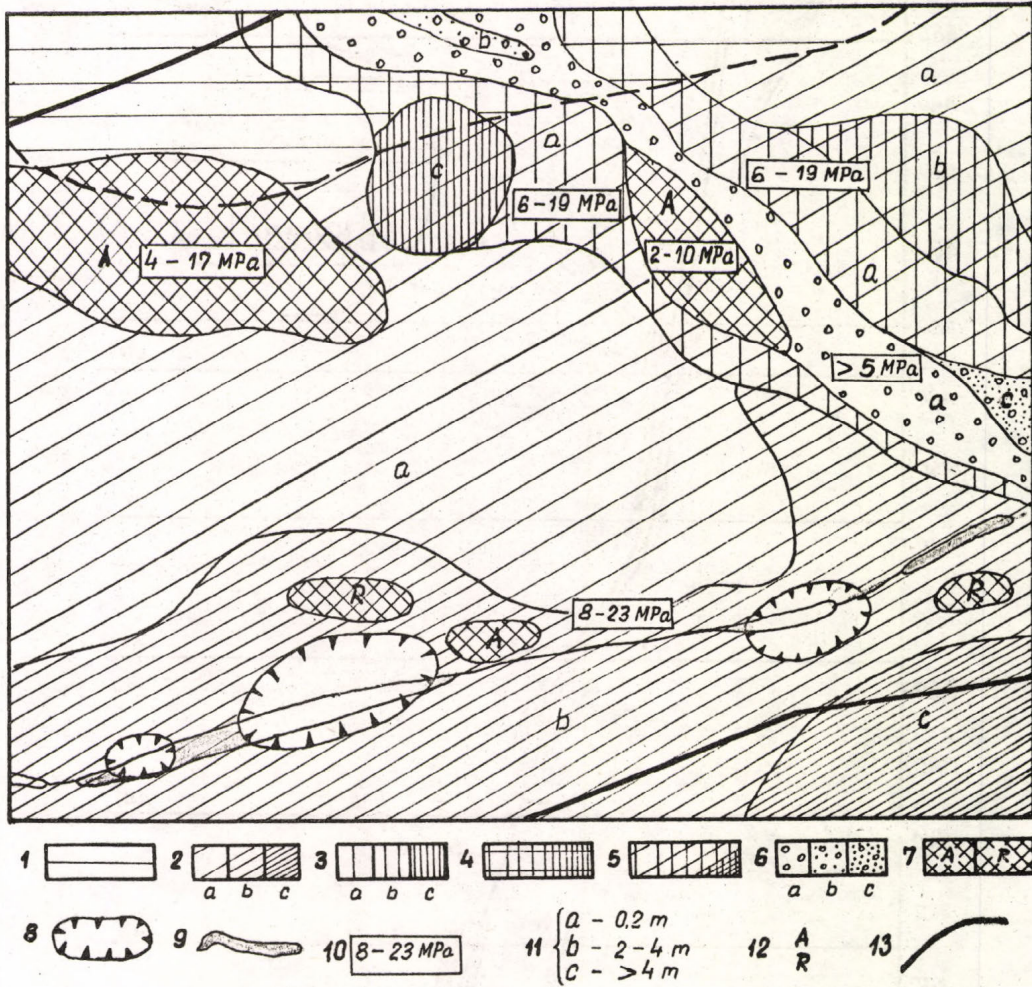 b
a
a
c
b
6-19 MPa
6-19 MPa
A
A
4-17 MPa
2-10 MPa
a
>5 MPa
a
c
a
R
R
8-23 MPa
A
b
c
1 2 3 4 5 6 7 A R
a b c a b c a b c
8 9 10 8-23 MPa 11 a - 0,2 m 12 A 13
b - 2-4 m R
c - >4 m